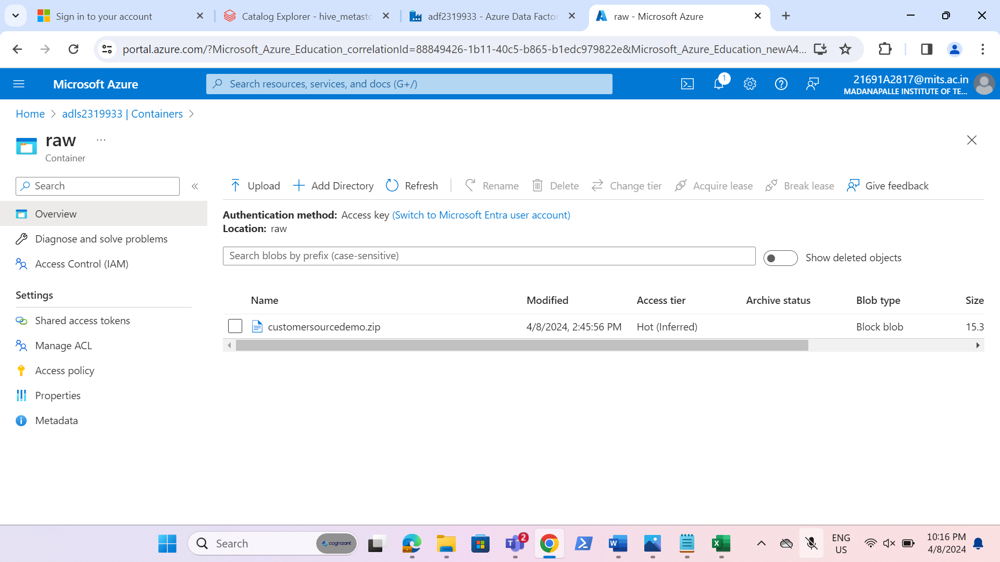 Sign in to your account
Catalog Explorer - hive_metasto
adf2319933 - Azure Data Factor
raw - Microsoft Azure
portal.azure.com/?Microsoft_Azure_Education_correlationId=88849426-1b11-40c5-b865-b1edc979822e&Microsoft_Azure_Education_newA4...
Microsoft Azure
Search resources, services, and docs (G+/)
1
21691A2817@mits.ac.in
MADANAPALLE INSTITUTE OF TE...
Home > adls2319933 | Containers >
raw ...
Container
Search
«
Upload
Add Directory
Refresh
Rename
Delete
Change tier
Acquire lease
Break lease
Give feedback
Overview
Diagnose and solve problems
Access Control (IAM)
Settings
Shared access tokens
Manage ACL
Access policy
Properties
Metadata
Authentication method: Access key (Switch to Microsoft Entra user account)
Location: raw
Search blobs by prefix (case-sensitive)
Show deleted objects
Name Modified Access tier Archive status Blob type Size
customersourcedemo.zip 4/8/2024, 2:45:56 PM Hot (Inferred) Block blob 15.3
Search
cognizant
2
ENG
US
10:16 PM
4/8/2024